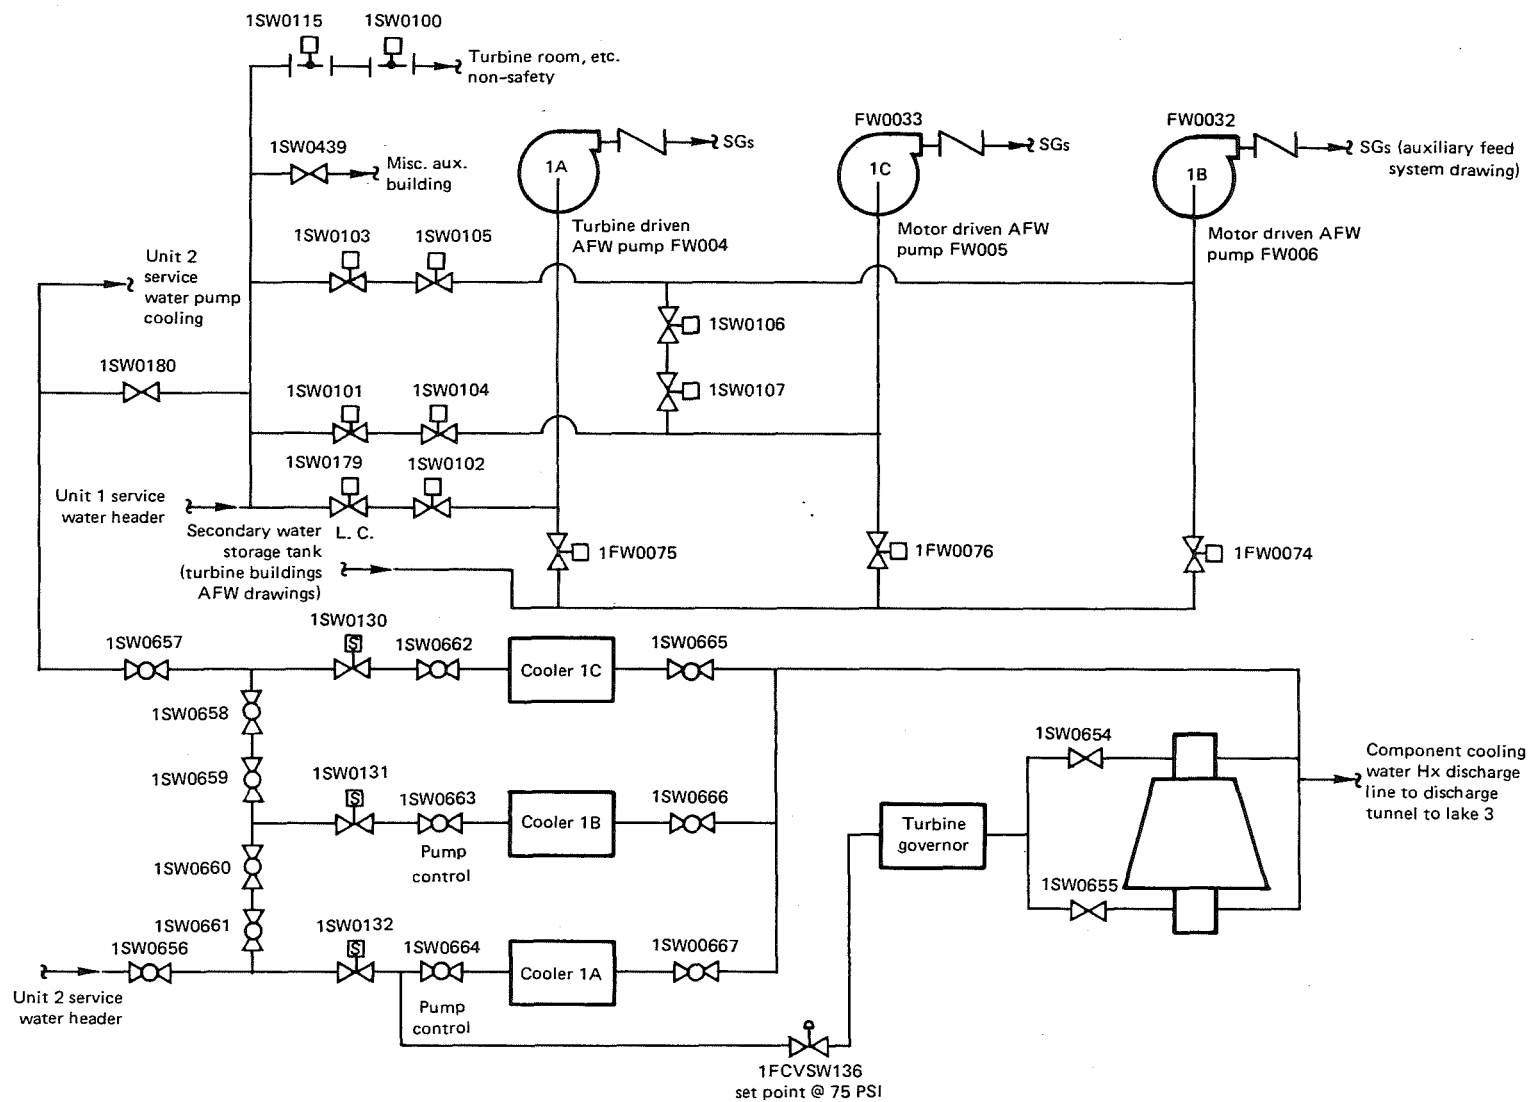 1SW0115
1SW0100
Turbine room, etc.
non-safety
1SW0439
Misc. aux.
building
1A
SGs
Turbine driven
AFW pump FW004
FW0033
1C
SGs
Motor driven AFW
pump FW005
FW0032
1B
SGs (auxiliary feed
system drawing)
Motor driven AFW
pump FW006
Unit 2
service
water pump
cooling
1SW0103
1SW0105
1SW0106
1SW0107
1SW0180
1SW0101
1SW0104
1SW0179
1SW0102
L. C.
Unit 1 service
water header
Secondary water
storage tank
(turbine buildings
AFW drawings)
1FW0075
1FW0076
1FW0074
1SW0657
1SW0130
S
1SW0662
Cooler 1C
1SW0665
1SW0658
1SW0659
1SW0131
S
1SW0663
Pump
control
Cooler 1B
1SW0666
1SW0660
1SW0661
1SW0656
1SW0132
S
1SW0664
Pump
control
Cooler 1A
1SW00667
Unit 2 service
water header
1FCVSW136
set point @ 75 PSI
Turbine
governor
1SW0654
1SW0655
Component cooling
water Hx discharge
line to discharge
tunnel to lake 3